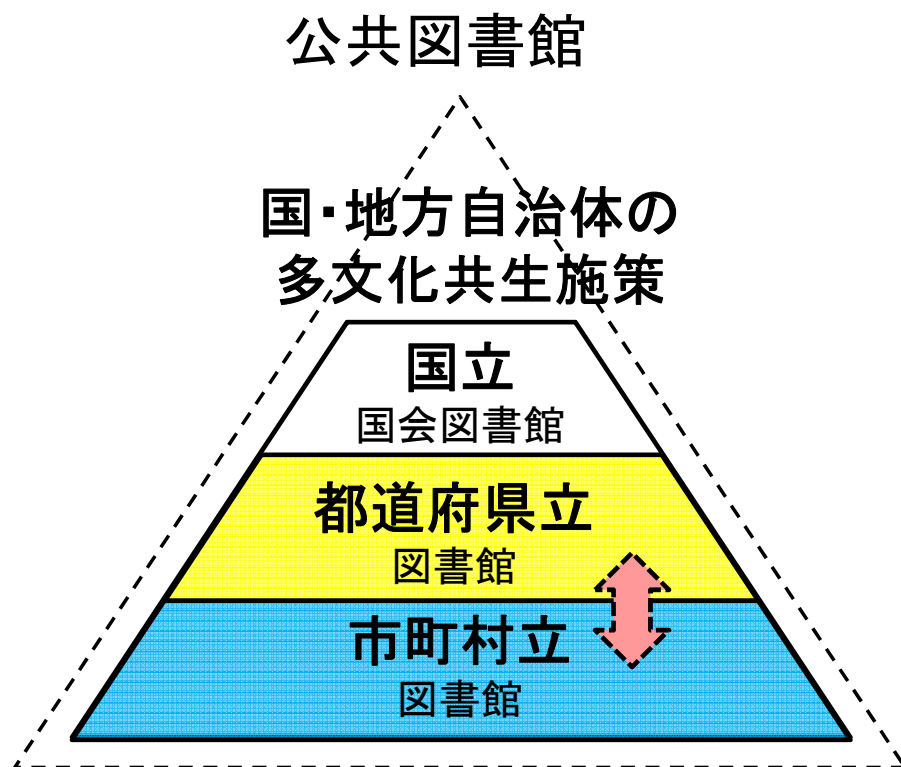 公共図書館
国・地方自治体の
多文化共生施策
国立
国会図書館
都道府県立
図書館
市町村立
図書館